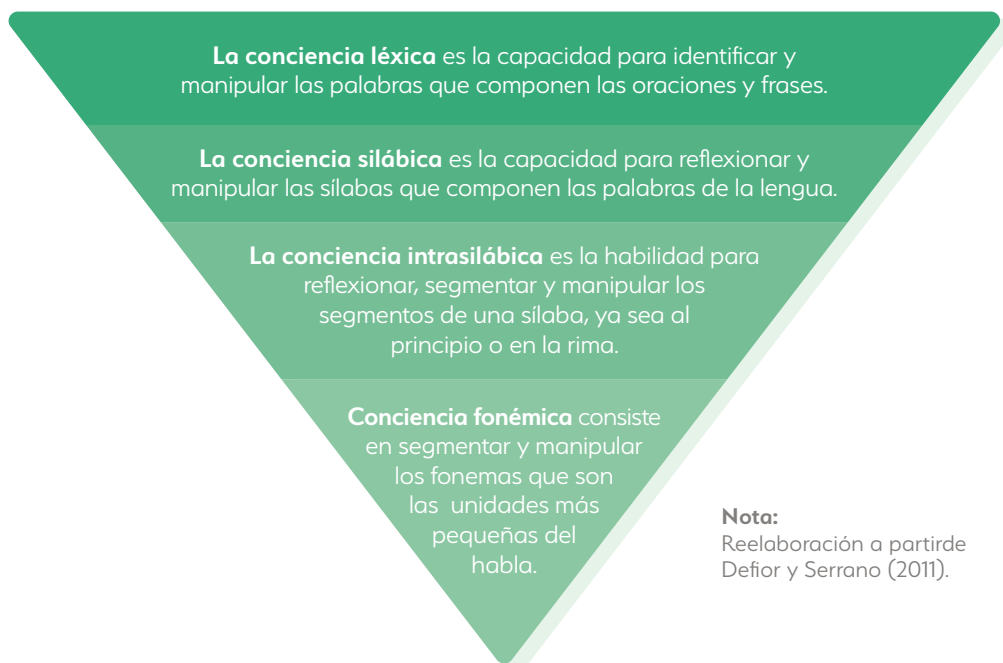 La conciencia léxica es la capacidad para identificar y
manipular las palabras que componen las oraciones y frases.
La conciencia silábica es la capacidad para reflexionar y
manipular las sílabas que componen las palabras de la lengua.
La conciencia intrasilábica es la habilidad para
reflexionar, segmentar y manipular los
segmentos de una sílaba, ya sea al
principio o en la rima.
Conciencia fonémica consiste
en segmentar y manipular
los fonemas que son
las unidades más
pequeñas del
habla.
Nota:
Reelaboración a partirde
Defior y Serrano (2011).